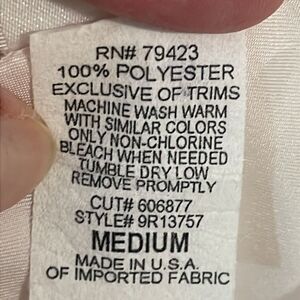 RN# 79423
100% POLYESTER
EXCLUSIVE OF TRIMS
MACHINE WASH WARM
WITH SIMILAR COLORS
ONLY NON-CHLORINE
BLEACH WHEN NEEDED
TUMBLE DRY LOW
REMOVE PROMPTLY
CUT# 606877
STYLE# 9R13757
MEDIUM
MADE IN U.S.A.
OF IMPORTED FABRIC